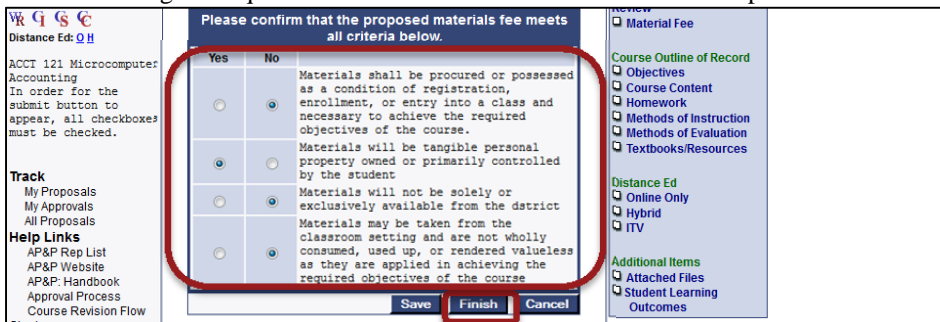 Distance Ed: O H
ACCT 121 Microcomputer
Accounting
In order for the
submit button to
appear, all checkboxes
must be checked.
Track
My Proposals
My Approvals
All Proposals
Help Links
AP&P Rep List
AP&P Website
AP&P: Handbook
Approval Process
Course Revision Flow
Please confirm that the proposed materials fee meets
all criteria below.
Yes No
Materials shall be procured or possessed
as a condition of registration,
enrollment, or entry into a class and
necessary to achieve the required
objectives of the course.
Materials will be tangible personal
property owned or primarily controlled
by the student
Materials will not be solely or
exclusively available from the dstrict
Materials may be taken from the
classroom setting and are not wholly
consumed, used up, or rendered valueless
as they are applied in achieving the
required objectives of the course
Save Finish Cancel
Review
Material Fee
Course Outline of Record
Objectives
Course Content
Homework
Methods of Instruction
Methods of Evaluation
Textbooks/Resources
Distance Ed
Online Only
Hybrid
ITV
Additional Items
Attached Files
Student Learning
Outcomes